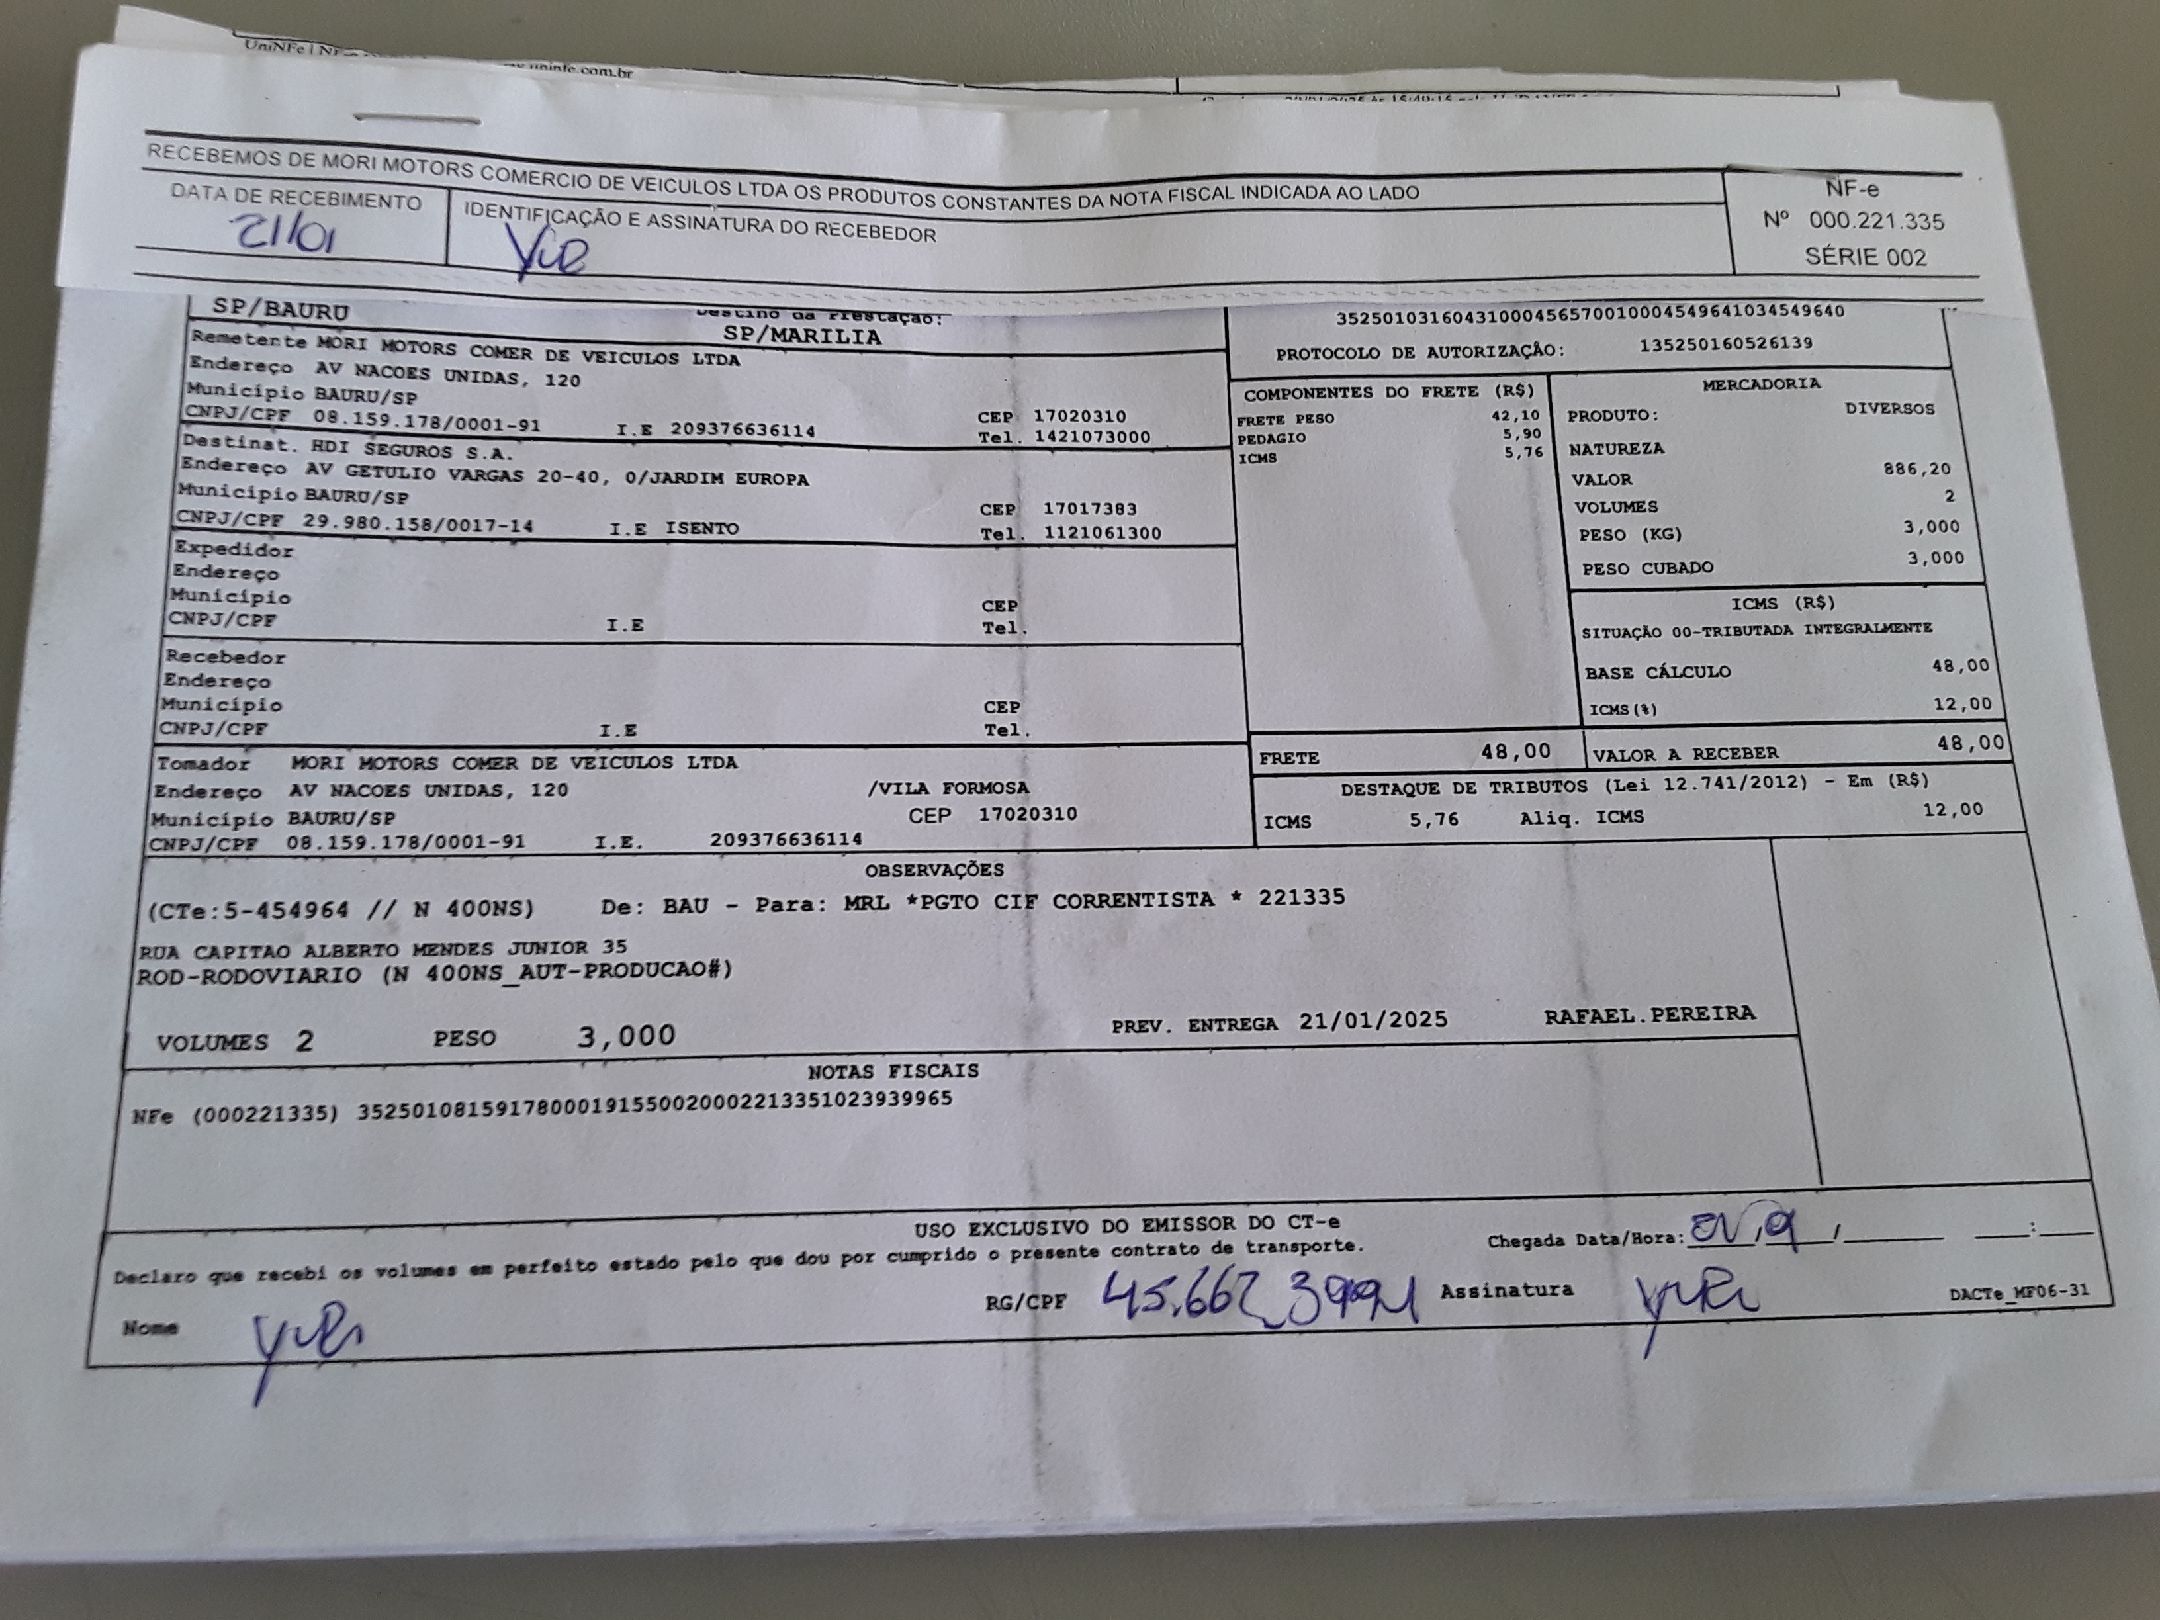 www.uninfe.com.br
RECEBEMOS DE MORI MOTORS COMERCIO DE VEICULOS LTDA OS PRODUTOS CONSTANTES DA NOTA FISCAL INDICADA AO LADO
DATA DE RECEBIMENTO
21/01
IDENTIFICAÇÃO E ASSINATURA DO RECEBEDOR
NF-e
Nº 000.221.335
SÉRIE 002
SP/BAURU
Destino da Prestação:
SP/MARILIA
35250103160431000456570010004549641034549640
PROTOCOLO DE AUTORIZAÇÃO: 135250160526139
Remetente MORI MOTORS COMER DE VEICULOS LTDA
Endereço AV NACOES UNIDAS, 120
Município BAURU/SP CEP 17020310
CNPJ/CPF 08.159.178/0001-91 I.E 209376636114 Tel. 1421073000
Destinat. HDI SEGUROS S.A.
Endereço AV GETULIO VARGAS 20-40, 0/JARDIM EUROPA
Município BAURU/SP CEP 17017383
CNPJ/CPF 29.980.158/0017-14 I.E ISENTO Tel. 1121061300
Expedidor
Endereço
Município CEP
CNPJ/CPF I.E Tel.
Recebedor
Endereço
Município CEP
CNPJ/CPF I.E Tel.
Tomador MORI MOTORS COMER DE VEICULOS LTDA
Endereço AV NACOES UNIDAS, 120 /VILA FORMOSA
Município BAURU/SP CEP 17020310
CNPJ/CPF 08.159.178/0001-91 I.E. 209376636114
COMPONENTES DO FRETE (R$)
FRETE PESO 42,10
PEDAGIO 5,90
ICMS 5,76
MERCADORIA
PRODUTO: DIVERSOS
NATUREZA
VALOR 886,20
VOLUMES 2
PESO (KG) 3,000
PESO CUBADO 3,000
ICMS (R$)
SITUAÇÃO 00-TRIBUTADA INTEGRALMENTE
BASE CÁLCULO 48,00
ICMS(%) 12,00
FRETE 48,00 VALOR A RECEBER 48,00
DESTAQUE DE TRIBUTOS (Lei 12.741/2012) - Em (R$)
ICMS 5,76 Aliq. ICMS 12,00
OBSERVAÇÕES
(CTe:5-454964 // N 400NS) De: BAU - Para: MRL *PGTO CIF CORRENTISTA * 221335
RUA CAPITAO ALBERTO MENDES JUNIOR 35
ROD-RODOVIARIO (N 400NS_AUT-PRODUCAO#)
VOLUMES 2 PESO 3,000 PREV. ENTREGA 21/01/2025 RAFAEL.PEREIRA
NOTAS FISCAIS
NFe (000221335) 35250108159178000191550020002213351023939965
USO EXCLUSIVO DO EMISSOR DO CT-e
Declaro que recebi os volumes em perfeito estado pelo que dou por cumprido o presente contrato de transporte.
Chegada Data/Hora:
Nome Yuri RG/CPF Assinatura Yuri
DACTe_MF06-31